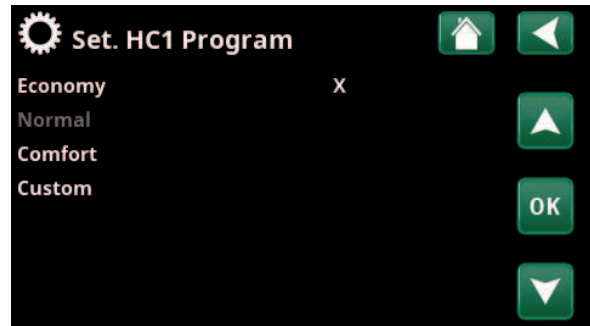 Set. HC1 Program
Economy X
Normal
Comfort
Custom
OK